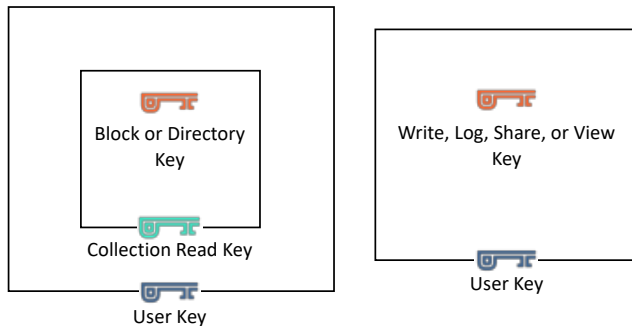 Block or Directory
Key
Collection Read Key
User Key
Write, Log, Share, or View
Key
User Key